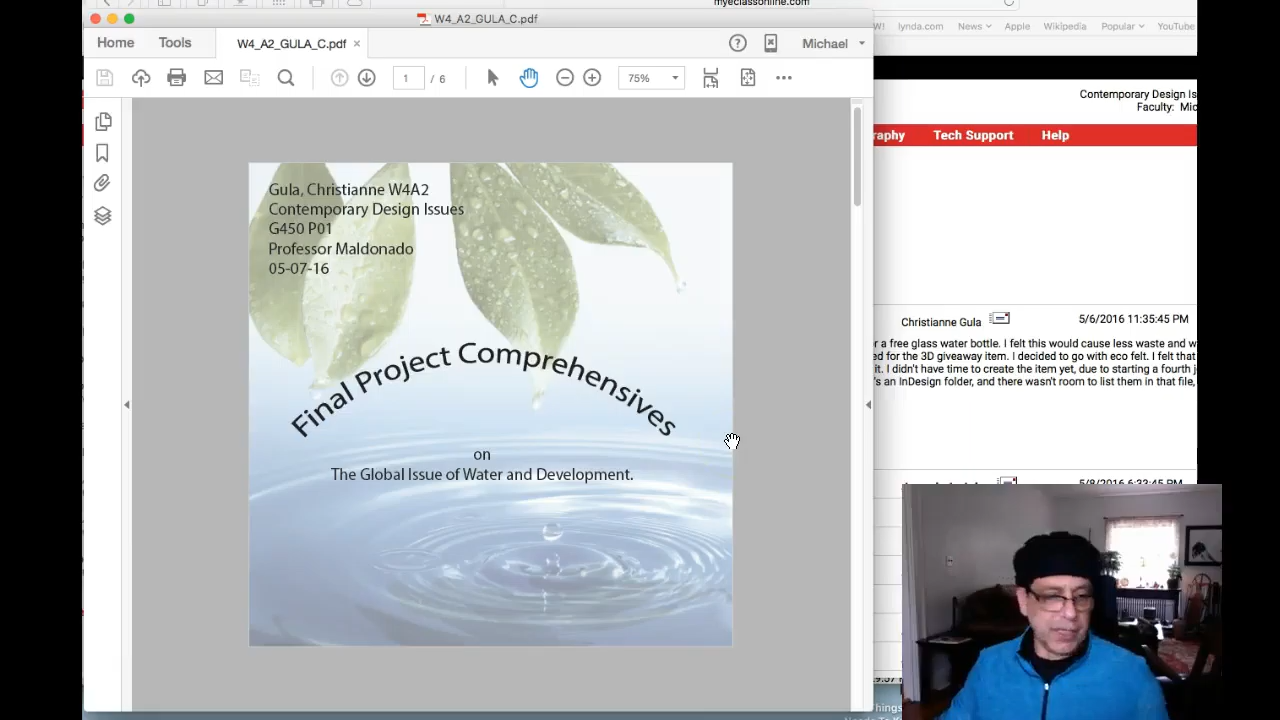 myeclassonline.com
W4_A2_GULA_C.pdf
lynda.com News Apple Wikipedia Popular YouTube
Home Tools W4_A2_GULA_C.pdf × Michael
1 / 6 75%
Contemporary Design Is
Faculty: Mic
raphy Tech Support Help
Gula, Christianne W4A2
Contemporary Design Issues
G450 P01
Professor Maldonado
05-07-16
Final Project Comprehensives
on
The Global Issue of Water and Development.
Christianne Gula 5/6/2016 11:35:45 PM
r a free glass water bottle. I felt this would cause less waste and w
ed for the 3D giveaway item. I decided to go with eco felt. I felt that
it. I didn't have time to create the item yet, due to starting a fourth j
's an InDesign folder, and there wasn't room to list them in that file,
5/8/2016 6:33:45 PM
Things